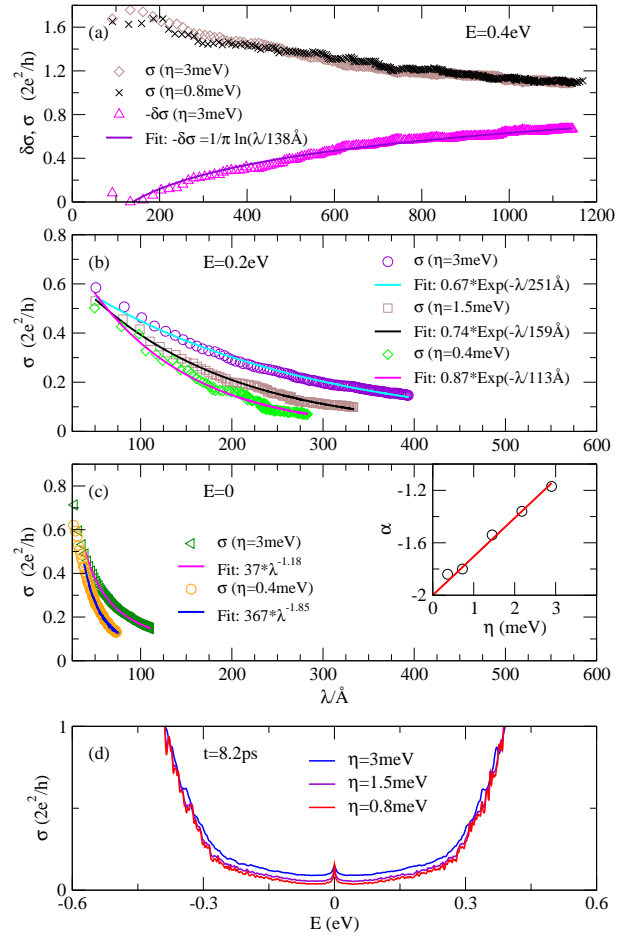 (a)
E=0.4eV
δσ, σ (2e²/h)
1.6
1.2
0.8
0.4
0
σ (η=3meV)
σ (η=0.8meV)
-δσ (η=3meV)
Fit: -δσ =1/π ln(λ/138Å)
0 200 400 600 800 1000 1200
(b)
E=0.2eV
σ (2e²/h)
0.8
0.6
0.4
0.2
0
σ (η=3meV)
Fit: 0.67*Exp(-λ/251Å)
σ (η=1.5meV)
Fit: 0.74*Exp(-λ/159Å)
σ (η=0.4meV)
Fit: 0.87*Exp(-λ/113Å)
0 100 200 300 400 500 600
(c)
E=0
σ (2e²/h)
0.8
0.6
0.4
0.2
0
σ (η=3meV)
Fit: 37*λ^-1.18
σ (η=0.4meV)
Fit: 367*λ^-1.85
α
-1.2
-1.6
-2
0 1 2 3
η (meV)
50 100 150 200 250 300 350 400 450 500 550 600
λ/Å
(d)
t=8.2ps
σ (2e²/h)
1
0
η=3meV
η=1.5meV
η=0.8meV
-0.6 -0.3 0 0.3 0.6
E (eV)